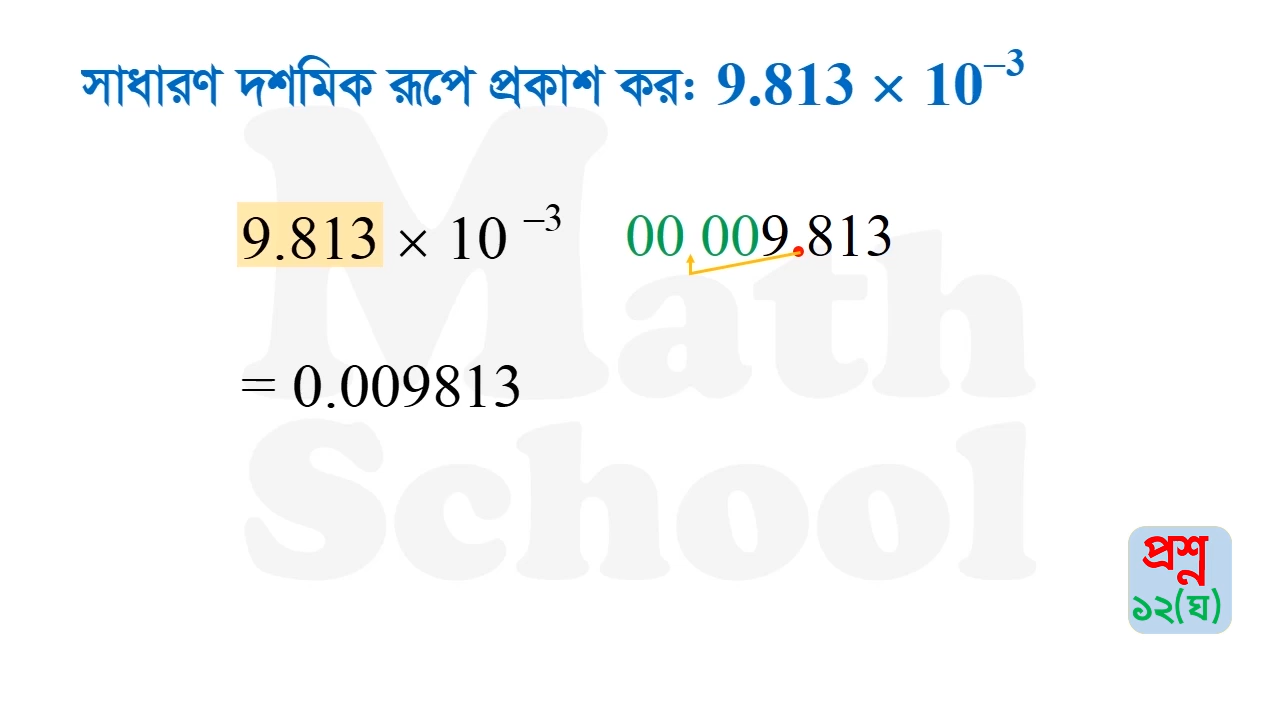 সাধারণ দশমিক রূপে প্রকাশ কর: 9.813 × 10⁻³
9.813 × 10 ⁻³ 00 009.813
= 0.009813
Math
School
প্রশ্ন
১২(ঘ)